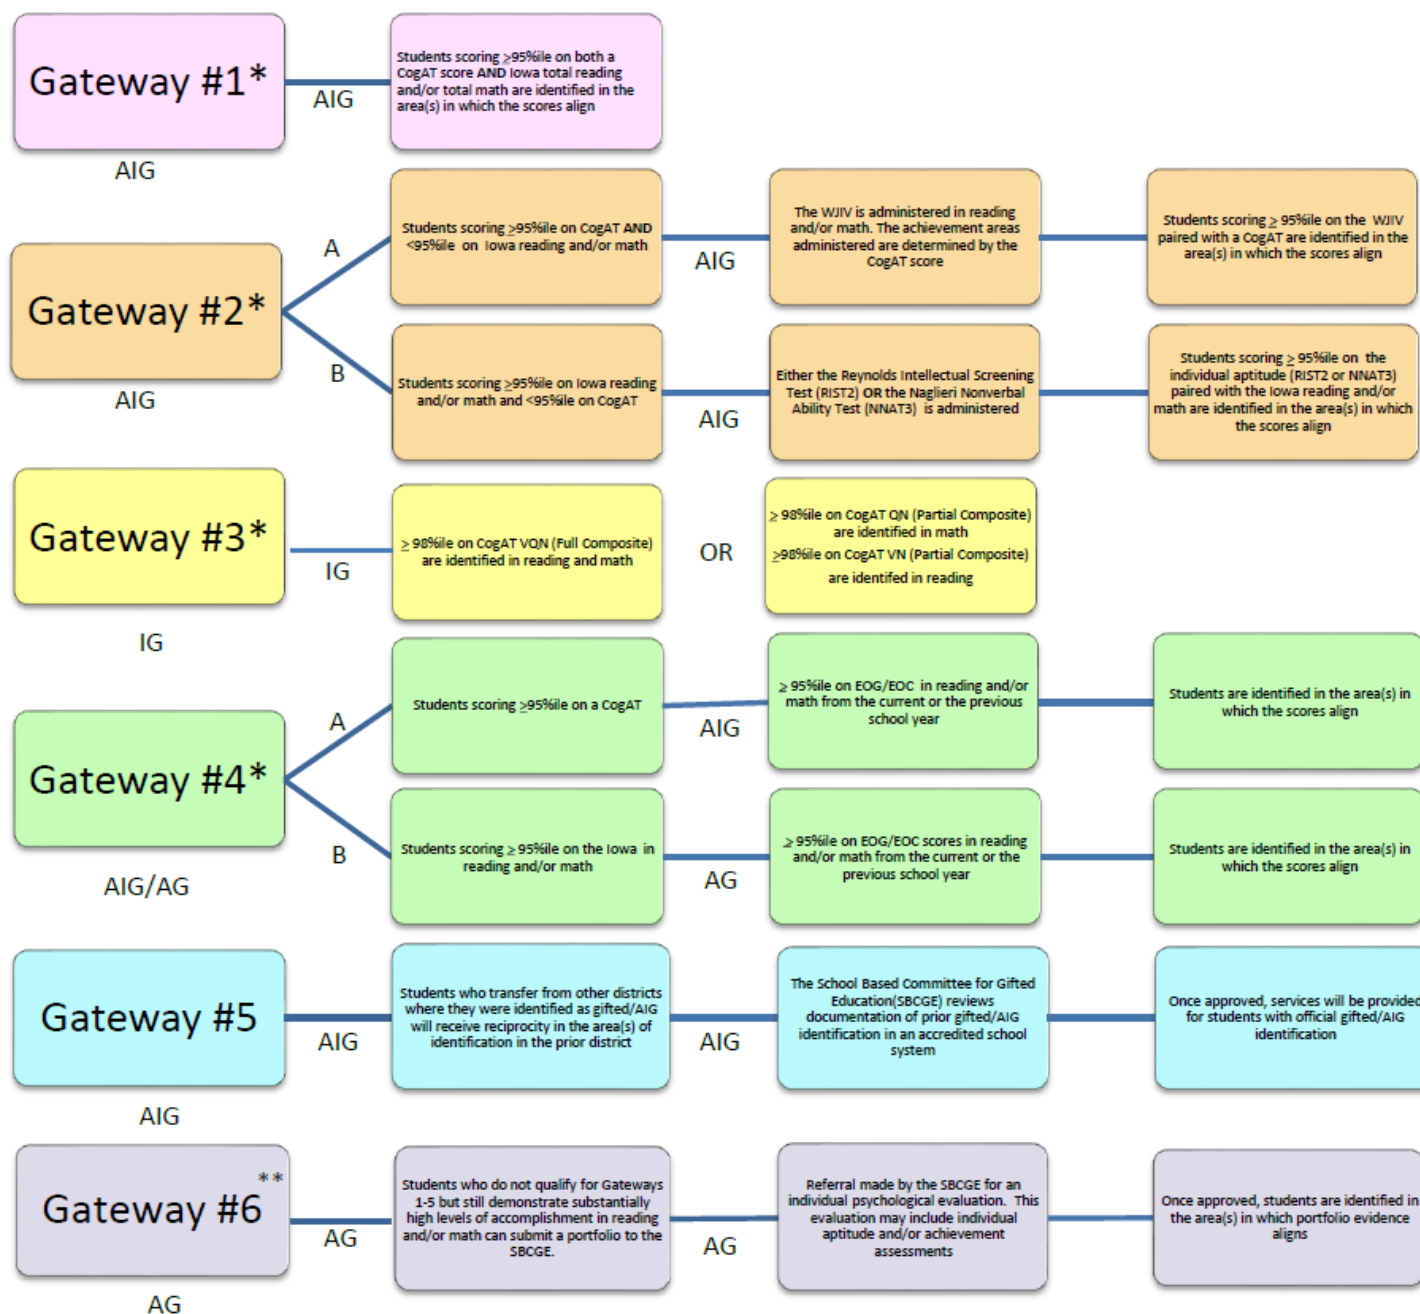 Gateway #1*
AIG
AIG
Students scoring ≥95%ile on both a
CogAT score AND Iowa total reading
and/or total math are identified in the
area(s) in which the scores align
Gateway #2*
AIG
A
Students scoring ≥95%ile on CogAT AND
<95%ile on Iowa reading and/or math
AIG
The WJIV is administered in reading
and/or math. The achievement areas
administered are determined by the
CogAT score
Students scoring ≥ 95%ile on the WJIV
paired with a CogAT are identified in the
area(s) in which the scores align
B
Students scoring ≥95%ile on Iowa reading
and/or math and <95%ile on CogAT
AIG
Either the Reynolds Intellectual Screening
Test (RIST2) OR the Naglieri Nonverbal
Ability Test (NNAT3) is administered
Students scoring ≥ 95%ile on the
individual aptitude (RIST2 or NNAT3)
paired with the Iowa reading and/or
math are identified in the area(s) in which
the scores align
Gateway #3*
IG
IG
≥ 98%ile on CogAT VQN (Full Composite)
are identified in reading and math
OR
≥ 98%ile on CogAT QN (Partial Composite)
are identified in math
≥98%ile on CogAT VN (Partial Composite)
are identifed in reading
Gateway #4*
AIG/AG
A
Students scoring ≥95%ile on a CogAT
AIG
≥ 95%ile on EOG/EOC in reading and/or
math from the current or the previous
school year
Students are identified in the area(s) in
which the scores align
B
Students scoring ≥ 95%ile on the Iowa in
reading and/or math
AG
≥ 95%ile on EOG/EOC scores in reading
and/or math from the current or the
previous school year
Students are identified in the area(s) in
which the scores align
Gateway #5
AIG
AIG
Students who transfer from other districts
where they were identified as gifted/AIG
will receive reciprocity in the area(s) of
identification in the prior district
AIG
The School Based Committee for Gifted
Education(SBCGE) reviews
documentation of prior gifted/AIG
identification in an accredited school
system
Once approved, services will be provided
for students with official gifted/AIG
identification
Gateway #6**
AG
AG
Students who do not qualify for Gateways
1-5 but still demonstrate substantially
high levels of accomplishment in reading
and/or math can submit a portfolio to the
SBCGE.
AG
Referral made by the SBCGE for an
individual psychological evaluation. This
evaluation may include individual
aptitude and/or achievement
assessments
Once approved, students are identified in
the area(s) in which portfolio evidence
aligns